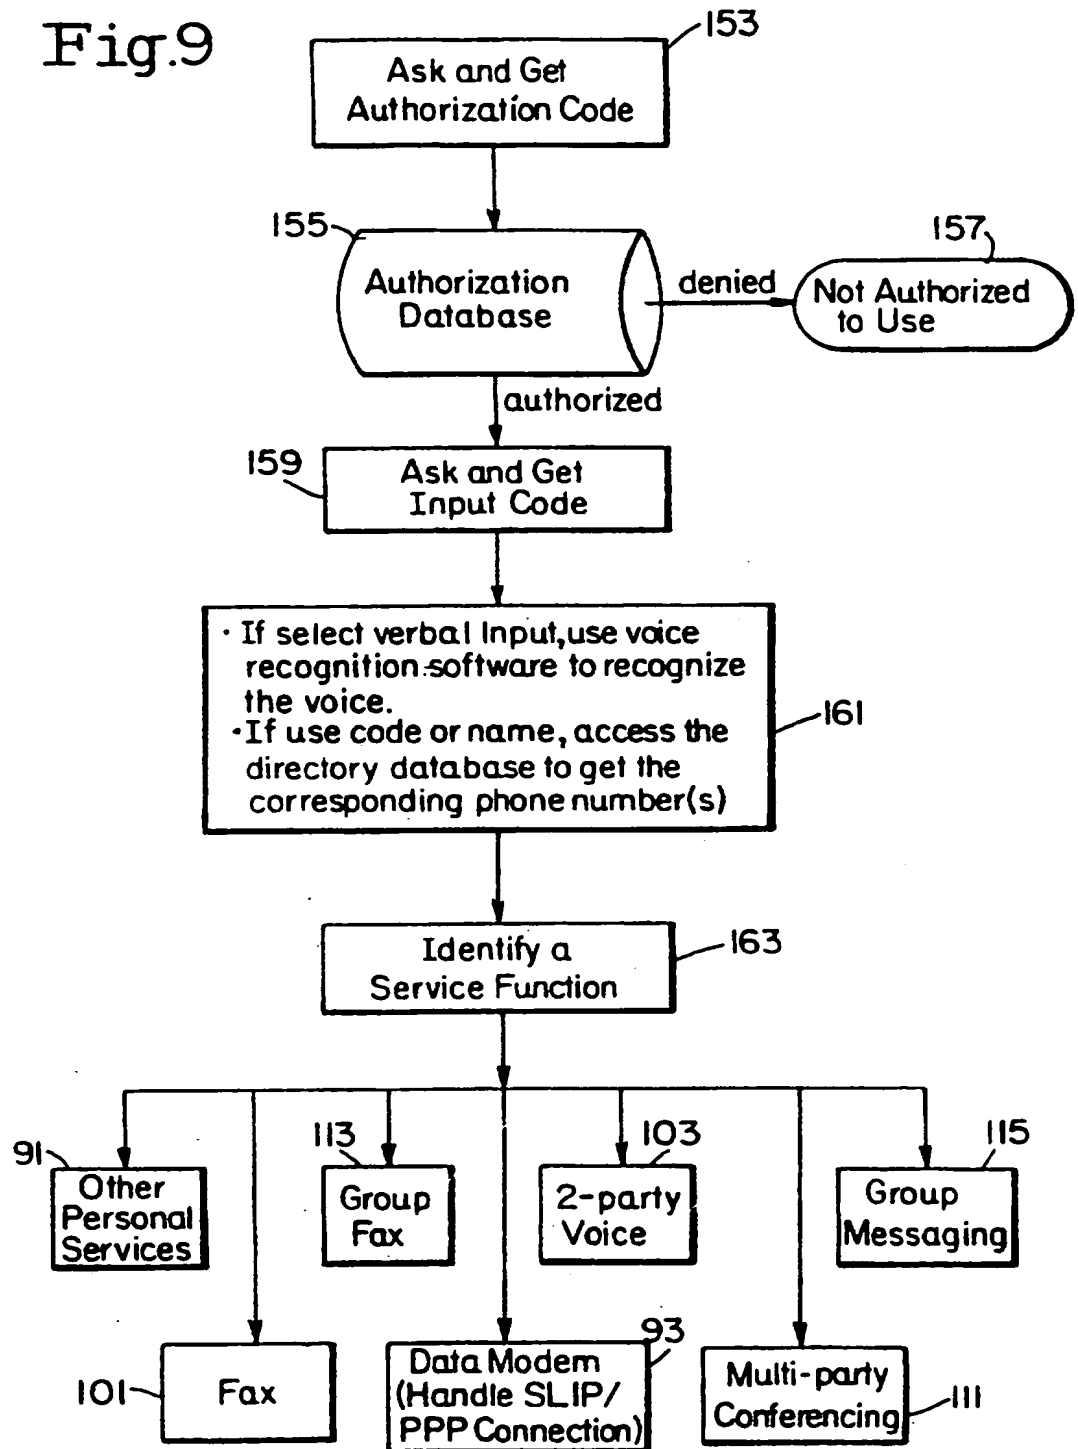 Fig.9
153
Ask and Get
Authorization Code
155
Authorization
Database
denied
157
Not Authorized
to Use
authorized
159
Ask and Get
Input Code
· If select verbal Input, use voice
recognition software to recognize
the voice.
· If use code or name, access the
directory database to get the
corresponding phone number(s)
161
Identify a
Service Function
163
91
Other
Personal
Services
113
Group
Fax
103
2-party
Voice
115
Group
Messaging
101
Fax
93
Data Modem
(Handle SLIP/
PPP Connection)
Multi-party
Conferencing
111